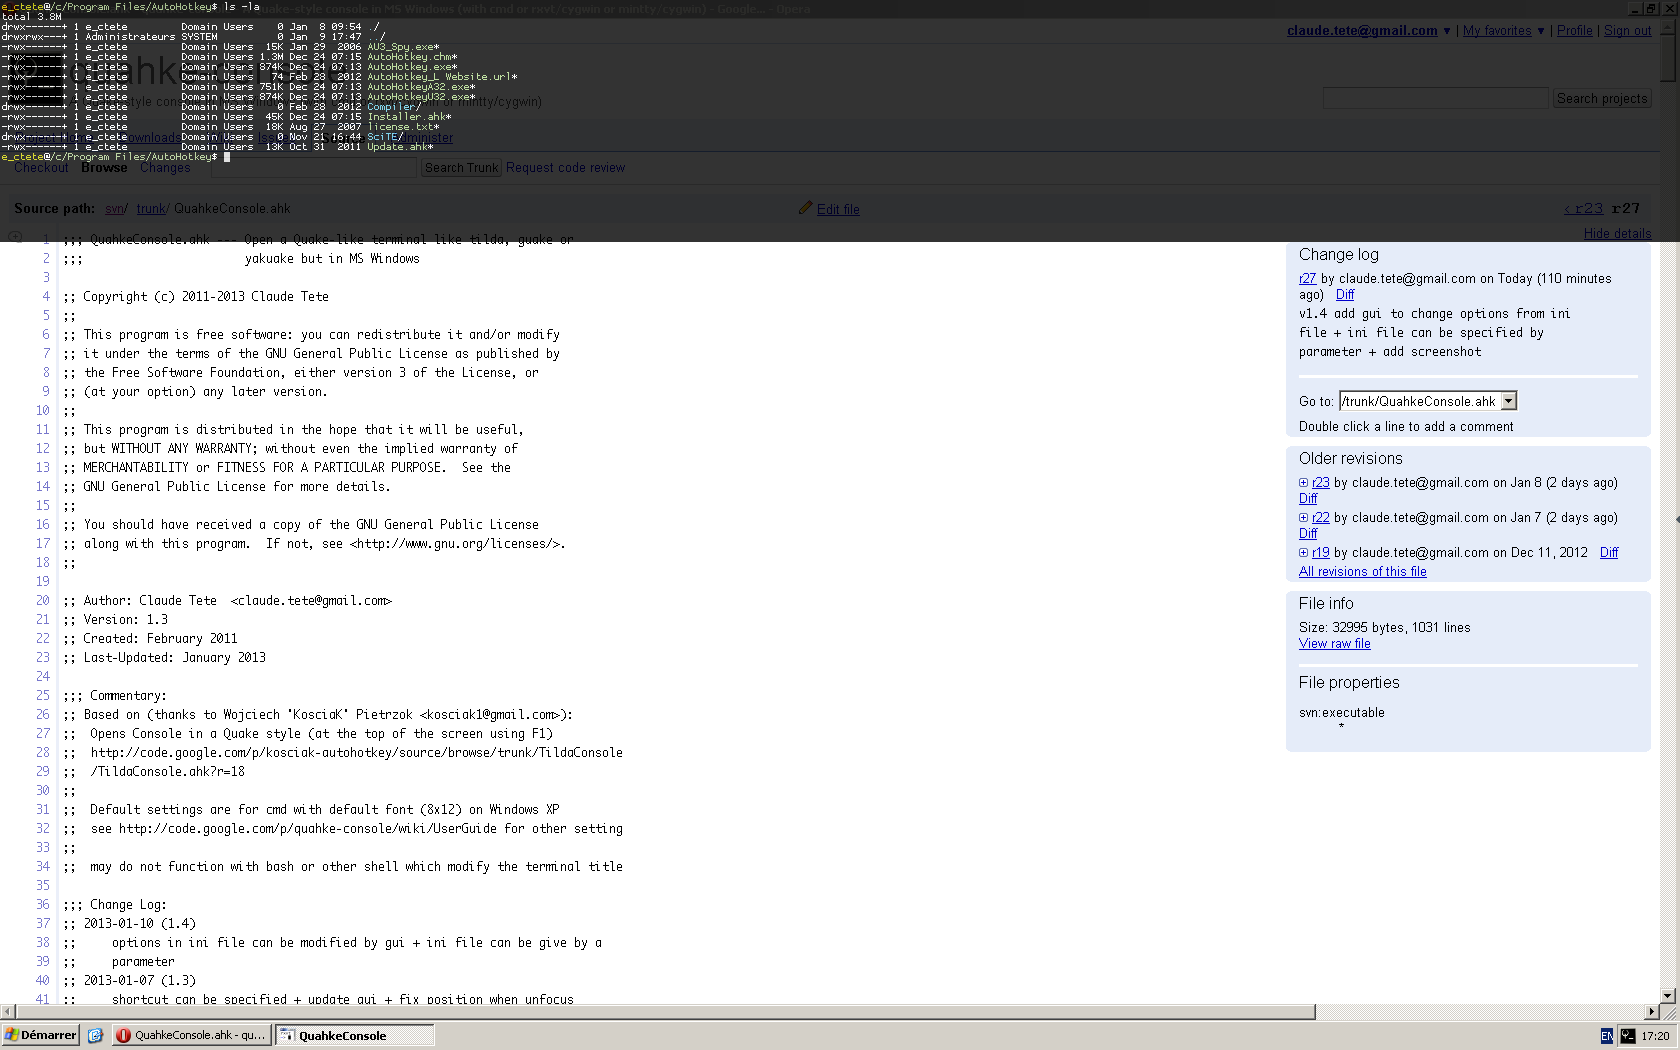 e_ctete@/c/Program Files/AutoHotkey$ ls -la
quake-style console in MS Windows (with cmd or rxvt/cygwin or mintty/cygwin) - Google... - Opera
total 3.8M
drwx------+ 1 e_ctete Domain Users 0 Jan 8 09:54 ./
drwxrwx---+ 1 Administrateurs SYSTEM 0 Jan 9 17:47 ../
-rwx------+ 1 e_ctete Domain Users 15K Jan 29 2006 AU3_Spy.exe*
-rwx------+ 1 e_ctete Domain Users 1.3M Dec 24 07:15 AutoHotkey.chm*
-rwx------+ 1 e_ctete Domain Users 874K Dec 24 07:13 AutoHotkey.exe*
-rwx------+ 1 e_ctete Domain Users 74 Feb 28 2012 AutoHotkey_L Website.url*
-rwx------+ 1 e_ctete Domain Users 751K Dec 24 07:13 AutoHotkeyA32.exe*
-rwx------+ 1 e_ctete Domain Users 874K Dec 24 07:13 AutoHotkeyU32.exe*
drwx------+ 1 e_ctete Domain Users 0 Feb 28 2012 Compiler/
-rwx------+ 1 e_ctete Domain Users 45K Dec 24 07:15 Installer.ahk*
-rwx------+ 1 e_ctete Domain Users 18K Aug 27 2007 license.txt*
drwx------+ 1 e_ctete Domain Users 0 Nov 21 16:44 SciTE/
-rwx------+ 1 e_ctete Domain Users 13K Oct 31 2011 Update.ahk*
e_ctete@/c/Program Files/AutoHotkey$
claude.tete@gmail.com ▼ | My favorites ▼ | Profile | Sign out
Search projects
Checkout Browse Changes Search Trunk Request code review
Source path: svn/ trunk/ QuahkeConsole.ahk Edit file ‹ r23 r27
Hide details
1 ;;; QuahkeConsole.ahk --- Open a Quake-like terminal like tilda, guake or
2 ;;; yakuake but in MS Windows
3
4 ;; Copyright (c) 2011-2013 Claude Tete
5 ;;
6 ;; This program is free software: you can redistribute it and/or modify
7 ;; it under the terms of the GNU General Public License as published by
8 ;; the Free Software Foundation, either version 3 of the License, or
9 ;; (at your option) any later version.
10 ;;
11 ;; This program is distributed in the hope that it will be useful,
12 ;; but WITHOUT ANY WARRANTY; without even the implied warranty of
13 ;; MERCHANTABILITY or FITNESS FOR A PARTICULAR PURPOSE. See the
14 ;; GNU General Public License for more details.
15 ;;
16 ;; You should have received a copy of the GNU General Public License
17 ;; along with this program. If not, see <http://www.gnu.org/licenses/>.
18 ;;
19
20 ;; Author: Claude Tete <claude.tete@gmail.com>
21 ;; Version: 1.3
22 ;; Created: February 2011
23 ;; Last-Updated: January 2013
24
25 ;;; Commentary:
26 ;; Based on (thanks to Wojciech 'KosciaK' Pietrzok <kosciak1@gmail.com>):
27 ;; Opens Console in a Quake style (at the top of the screen using F1)
28 ;; http://code.google.com/p/kosciak-autohotkey/source/browse/trunk/TildaConsole
29 ;; /TildaConsole.ahk?r=18
30 ;;
31 ;; Default settings are for cmd with default font (8x12) on Windows XP
32 ;; see http://code.google.com/p/quahke-console/wiki/UserGuide for other setting
33 ;;
34 ;; may do not function with bash or other shell which modify the terminal title
35
36 ;;; Change Log:
37 ;; 2013-01-10 (1.4)
38 ;; options in ini file can be modified by gui + ini file can be give by a
39 ;; parameter
40 ;; 2013-01-07 (1.3)
41 ;; shortcut can be specified + update gui + fix position when unfocus
Change log
r27 by claude.tete@gmail.com on Today (110 minutes
ago) Diff
v1.4 add gui to change options from ini
file + ini file can be specified by
parameter + add screenshot
Go to: /trunk/QuahkeConsole.ahk
Double click a line to add a comment
Older revisions
r23 by claude.tete@gmail.com on Jan 8 (2 days ago)
Diff
r22 by claude.tete@gmail.com on Jan 7 (2 days ago)
Diff
r19 by claude.tete@gmail.com on Dec 11, 2012 Diff
All revisions of this file
File info
Size: 32995 bytes, 1031 lines
View raw file
File properties
svn:executable
*
Démarrer QuahkeConsole.ahk - qu... QuahkeConsole EN 17:20